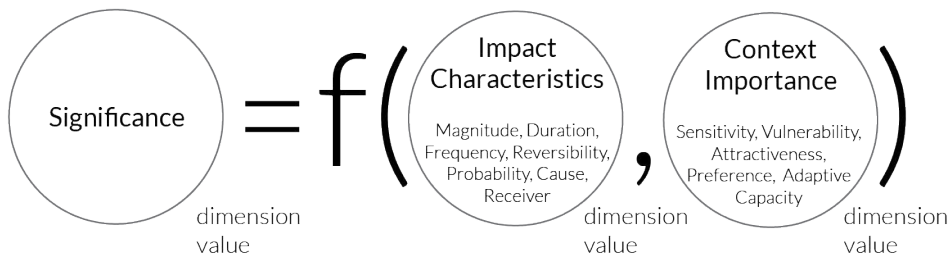 Significance
= f(
Impact
Characteristics
Magnitude, Duration,
Frequency, Reversibility,
Probability, Cause,
Receiver
,
Context
Importance
Sensitivity, Vulnerability,
Attractiveness,
Preference, Adaptive
Capacity
)
dimension
value
dimension
value
dimension
value